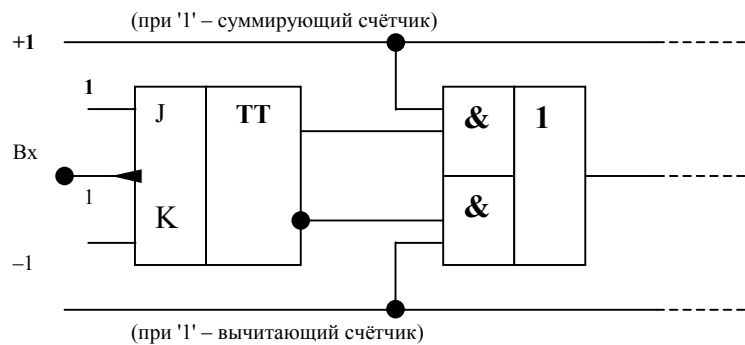 (при '1' – суммирующий счётчик)
+1
1
J
TT
&
1
Вх
1
K
&
–1
(при '1' – вычитающий счётчик)